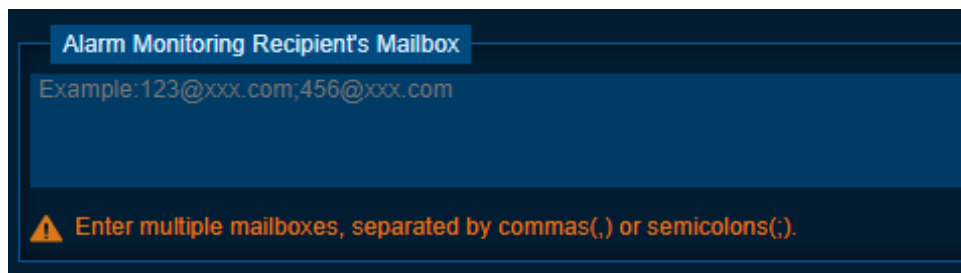 Alarm Monitoring Recipient's Mailbox
Example:123@xxx.com;456@xxx.com
Enter multiple mailboxes, separated by commas(,) or semicolons(;).